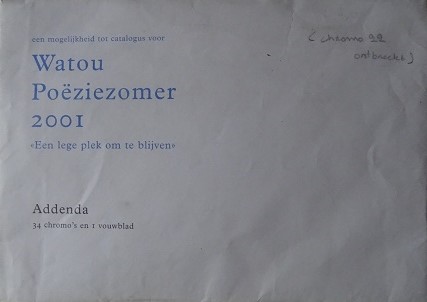 een mogelijkheid tot catalogus voor
Watou
Poëziezomer
2001
«Een lege plek om te blijven»
Addenda
34 chromo's en 1 vouwblad
(chromo 22
ontbreekt)